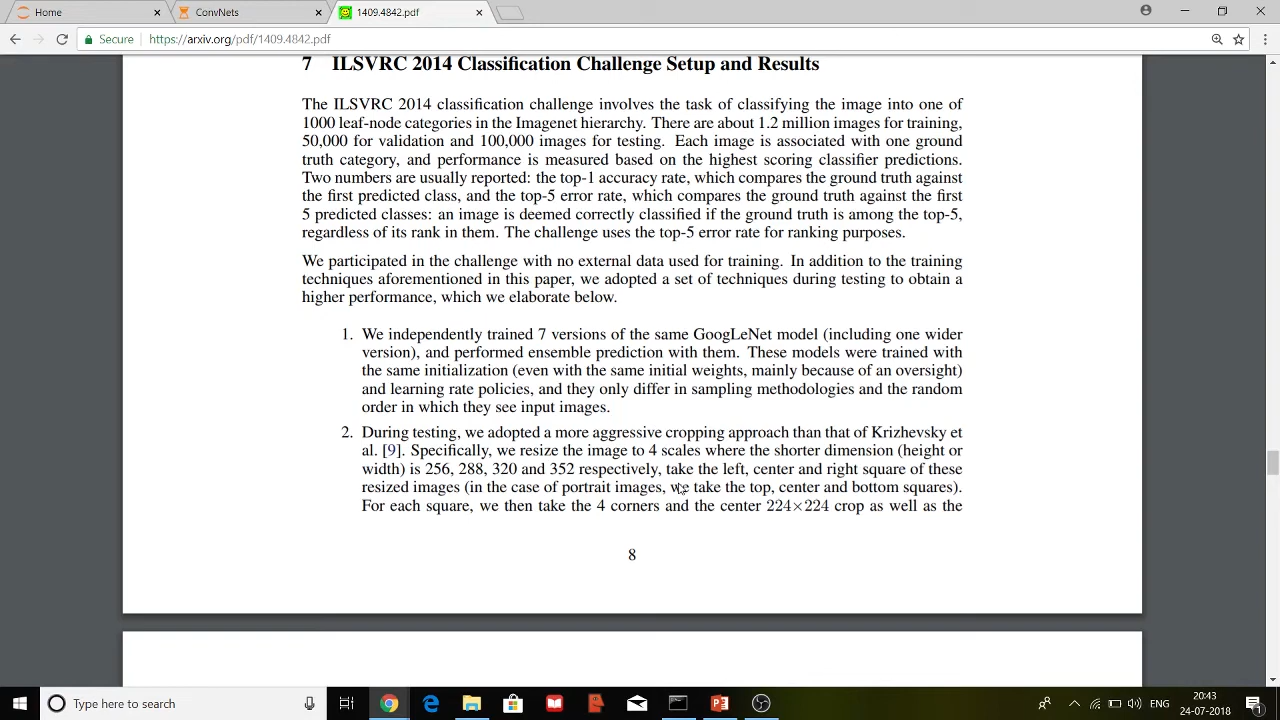 Home
ConvNets
1409.4842.pdf
Secure
https://arxiv.org/pdf/1409.4842.pdf
7 ILSVRC 2014 Classification Challenge Setup and Results
The ILSVRC 2014 classification challenge involves the task of classifying the image into one of
1000 leaf-node categories in the Imagenet hierarchy. There are about 1.2 million images for training,
50,000 for validation and 100,000 images for testing. Each image is associated with one ground
truth category, and performance is measured based on the highest scoring classifier predictions.
Two numbers are usually reported: the top-1 accuracy rate, which compares the ground truth against
the first predicted class, and the top-5 error rate, which compares the ground truth against the first
5 predicted classes: an image is deemed correctly classified if the ground truth is among the top-5,
regardless of its rank in them. The challenge uses the top-5 error rate for ranking purposes.
We participated in the challenge with no external data used for training. In addition to the training
techniques aforementioned in this paper, we adopted a set of techniques during testing to obtain a
higher performance, which we elaborate below.
1. We independently trained 7 versions of the same GoogLeNet model (including one wider
version), and performed ensemble prediction with them. These models were trained with
the same initialization (even with the same initial weights, mainly because of an oversight)
and learning rate policies, and they only differ in sampling methodologies and the random
order in which they see input images.
2. During testing, we adopted a more aggressive cropping approach than that of Krizhevsky et
al. [9]. Specifically, we resize the image to 4 scales where the shorter dimension (height or
width) is 256, 288, 320 and 352 respectively, take the left, center and right square of these
resized images (in the case of portrait images, we take the top, center and bottom squares).
For each square, we then take the 4 corners and the center 224×224 crop as well as the
8
Type here to search
ENG
20:43
24-07-2018
1